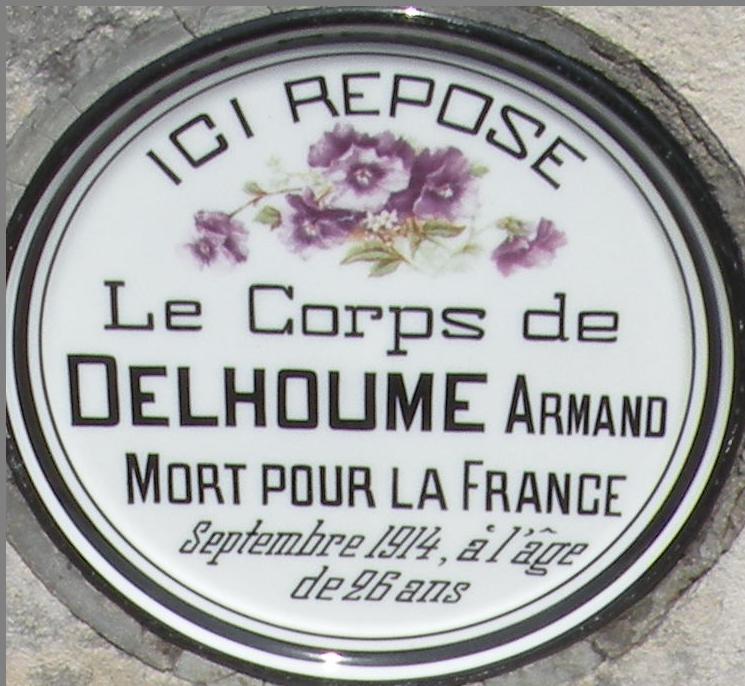 ICI REPOSE
Le Corps de
DELHOUME ARMAND
MORT POUR LA FRANCE
Septembre 1914, à l'âge
de 26 ans